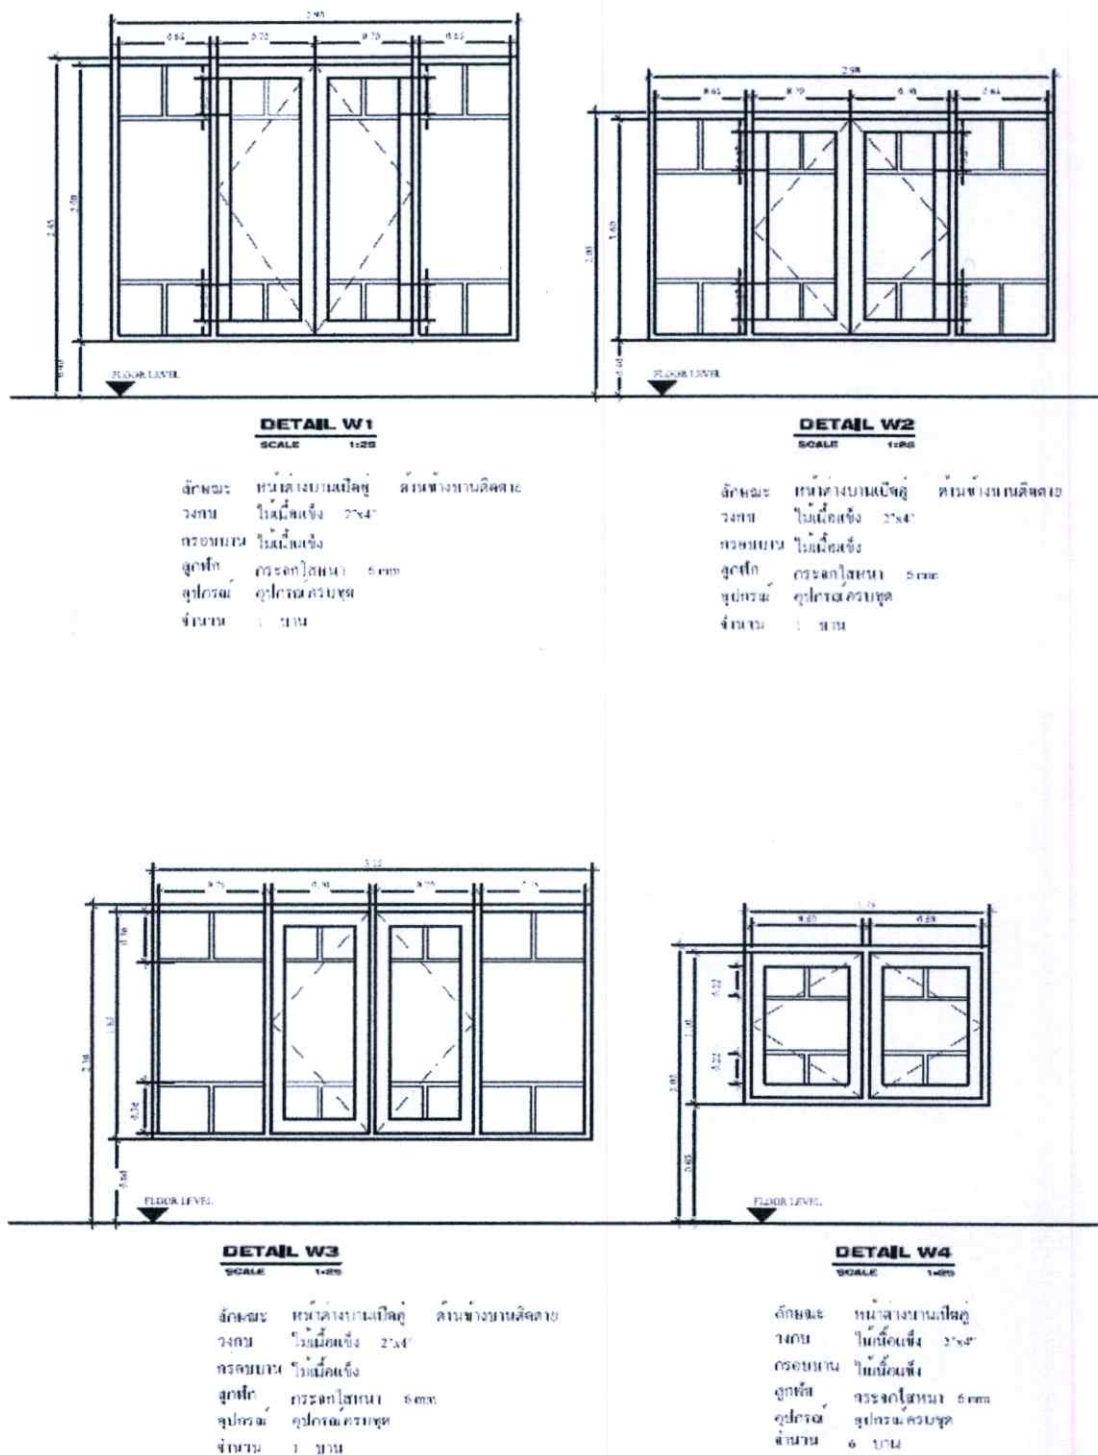 2.98
0.70
0.70
2.45
FLOOR LEVEL
DETAIL W1
SCALE 1:25
ลักษณะ หน้าต่างบานเปิดคู่ ด้านข้างบานติดตาย
วงกบ ไม้เนื้อแข็ง 2"x4"
กรอบบาน ไม้เนื้อแข็ง
ลูกฟัก กระจกใสหนา 6 mm
อุปกรณ์ อุปกรณ์ครบชุด
จำนวน 1 บาน
2.98
0.70
FLOOR LEVEL
DETAIL W2
SCALE 1:25
ลักษณะ หน้าต่างบานเปิดคู่ ด้านข้างบานติดตาย
วงกบ ไม้เนื้อแข็ง 2"x4"
กรอบบาน ไม้เนื้อแข็ง
ลูกฟัก กระจกใสหนา 6 mm
อุปกรณ์ อุปกรณ์ครบชุด
จำนวน 1 บาน
FLOOR LEVEL
DETAIL W3
SCALE 1:25
ลักษณะ หน้าต่างบานเปิดคู่ ด้านข้างบานติดตาย
วงกบ ไม้เนื้อแข็ง 2"x4"
กรอบบาน ไม้เนื้อแข็ง
ลูกฟัก กระจกใสหนา 6 mm
อุปกรณ์ อุปกรณ์ครบชุด
จำนวน 1 บาน
0.22
0.22
FLOOR LEVEL
DETAIL W4
SCALE 1:25
ลักษณะ หน้าต่างบานเปิดคู่
วงกบ ไม้เนื้อแข็ง 2"x4"
กรอบบาน ไม้เนื้อแข็ง
ลูกฟัก กระจกใสหนา 6 mm
อุปกรณ์ อุปกรณ์ครบชุด
จำนวน 6 บาน